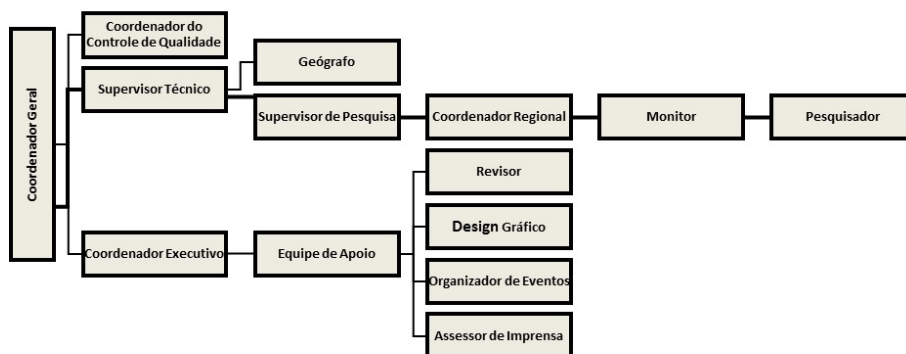 Coordenador Geral
Coordenador do
Controle de Qualidade
Supervisor Técnico
Geógrafo
Supervisor de Pesquisa
Coordenador Regional
Monitor
Pesquisador
Coordenador Executivo
Equipe de Apoio
Revisor
Design Gráfico
Organizador de Eventos
Assessor de Imprensa